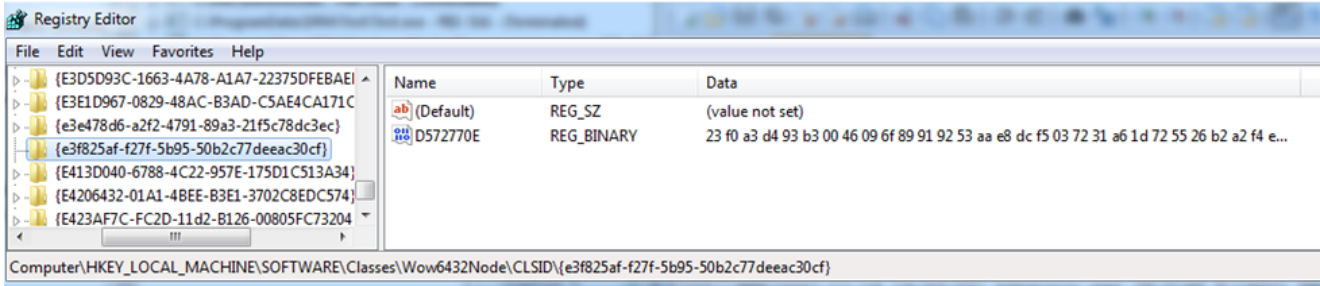 Registry Editor
File Edit View Favorites Help
{E3D5D93C-1663-4A78-A1A7-22375DFEBAEI
{E3E1D967-0829-48AC-B3AD-C5AE4CA171C
{e3e478d6-a2f2-4791-89a3-21f5c78dc3ec}
{e3f825af-f27f-5b95-50b2c77deeac30cf}
{E413D040-6788-4C22-957E-175D1C513A34}
{E4206432-01A1-4BEE-B3E1-3702C8EDC574}
{E423AF7C-FC2D-11d2-B126-00805FC73204
Name Type Data
(Default) REG_SZ (value not set)
D572770E REG_BINARY 23 f0 a3 d4 93 b3 00 46 09 6f 89 91 92 53 aa e8 dc f5 03 72 31 a6 1d 72 55 26 b2 a2 f4 e...
Computer\HKEY_LOCAL_MACHINE\SOFTWARE\Classes\Wow6432Node\CLSID\{e3f825af-f27f-5b95-50b2c77deeac30cf}